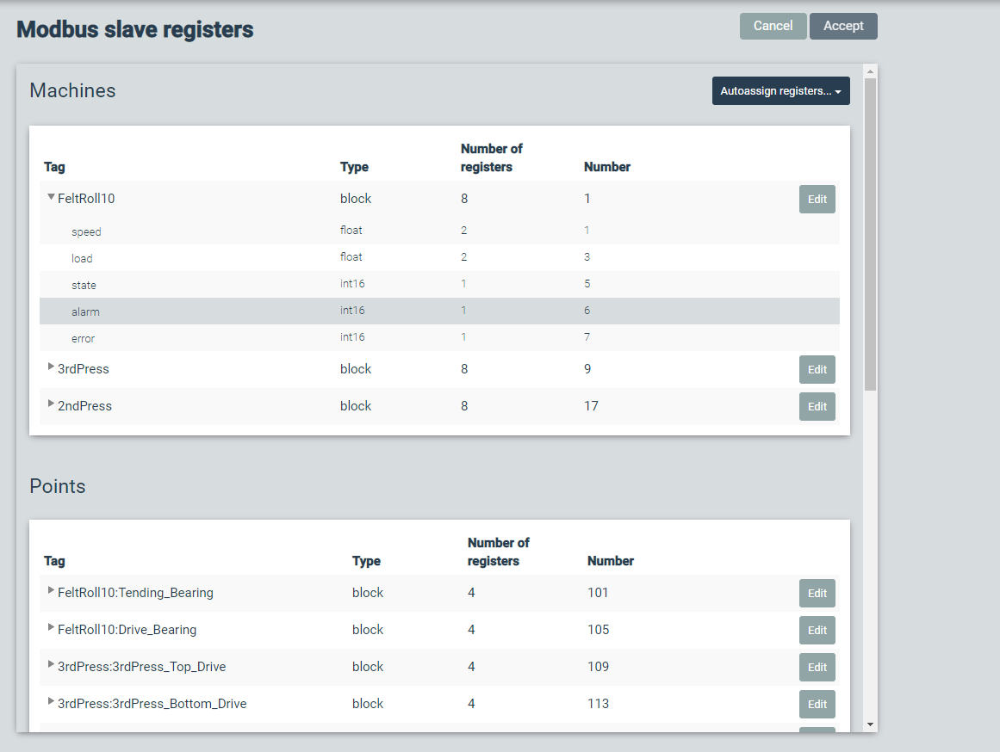 Modbus slave registers
Cancel
Accept
Machines
Autoassign registers...
Tag Type Number of registers Number
FeltRoll10 block 8 1 Edit
speed float 2 1
load float 2 3
state int16 1 5
alarm int16 1 6
error int16 1 7
3rdPress block 8 9 Edit
2ndPress block 8 17 Edit
Points
Tag Type Number of registers Number
FeltRoll10:Tending_Bearing block 4 101 Edit
FeltRoll10:Drive_Bearing block 4 105 Edit
3rdPress:3rdPress_Top_Drive block 4 109 Edit
3rdPress:3rdPress_Bottom_Drive block 4 113 Edit